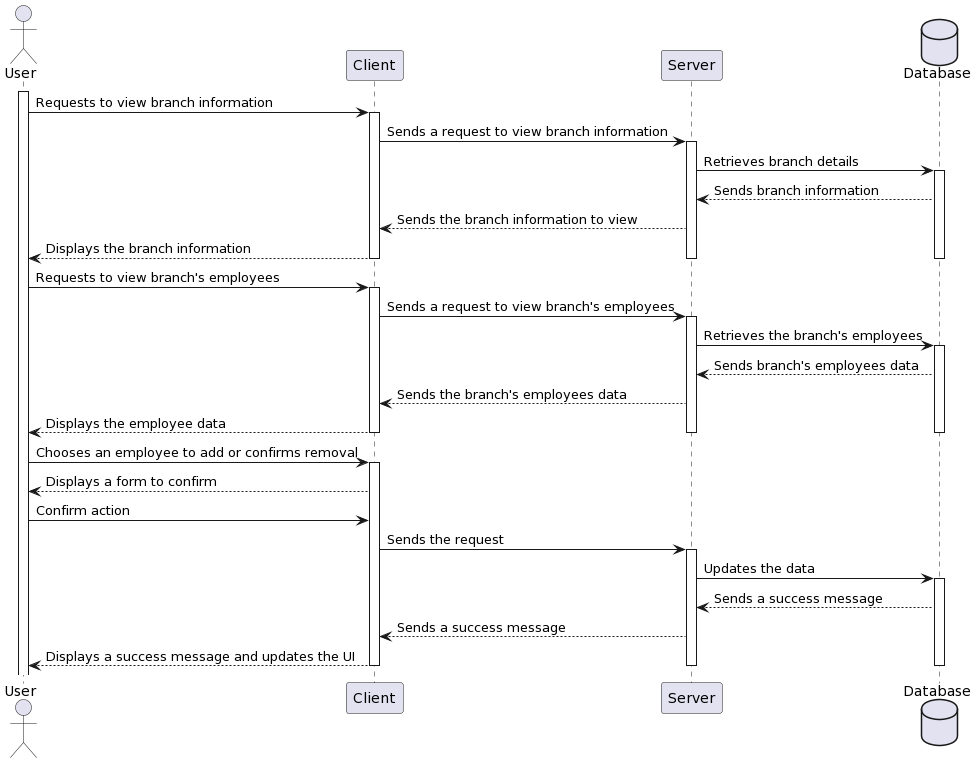 User
Client
Server
Database
Requests to view branch information
Sends a request to view branch information
Retrieves branch details
Sends branch information
Sends the branch information to view
Displays the branch information
Requests to view branch's employees
Sends a request to view branch's employees
Retrieves the branch's employees
Sends branch's employees data
Sends the branch's employees data
Displays the employee data
Chooses an employee to add or confirms removal
Displays a form to confirm
Confirm action
Sends the request
Updates the data
Sends a success message
Sends a success message
Displays a success message and updates the UI
User
Client
Server
Database